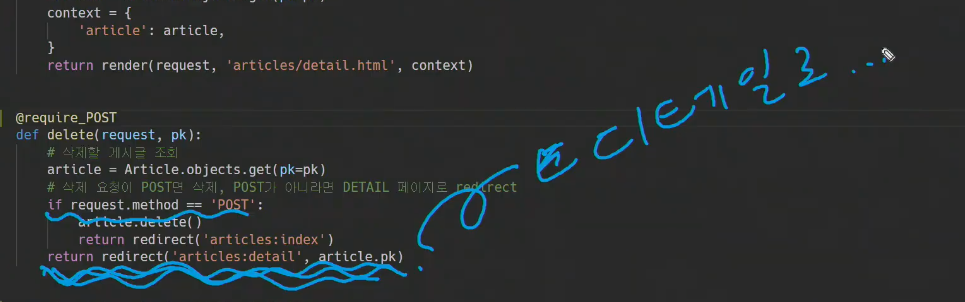 context = {
'article': article,
}
return render(request, 'articles/detail.html', context)
@require_POST
def delete(request, pk):
# 삭제할 게시글 조회
article = Article.objects.get(pk=pk)
# 삭제 요청이 POST면 삭제, POST가 아니라면 DETAIL 페이지로 redirect
if request.method == 'POST':
article.delete()
return redirect('articles:index')
return redirect('articles:detail', article.pk)
디테일로 ...